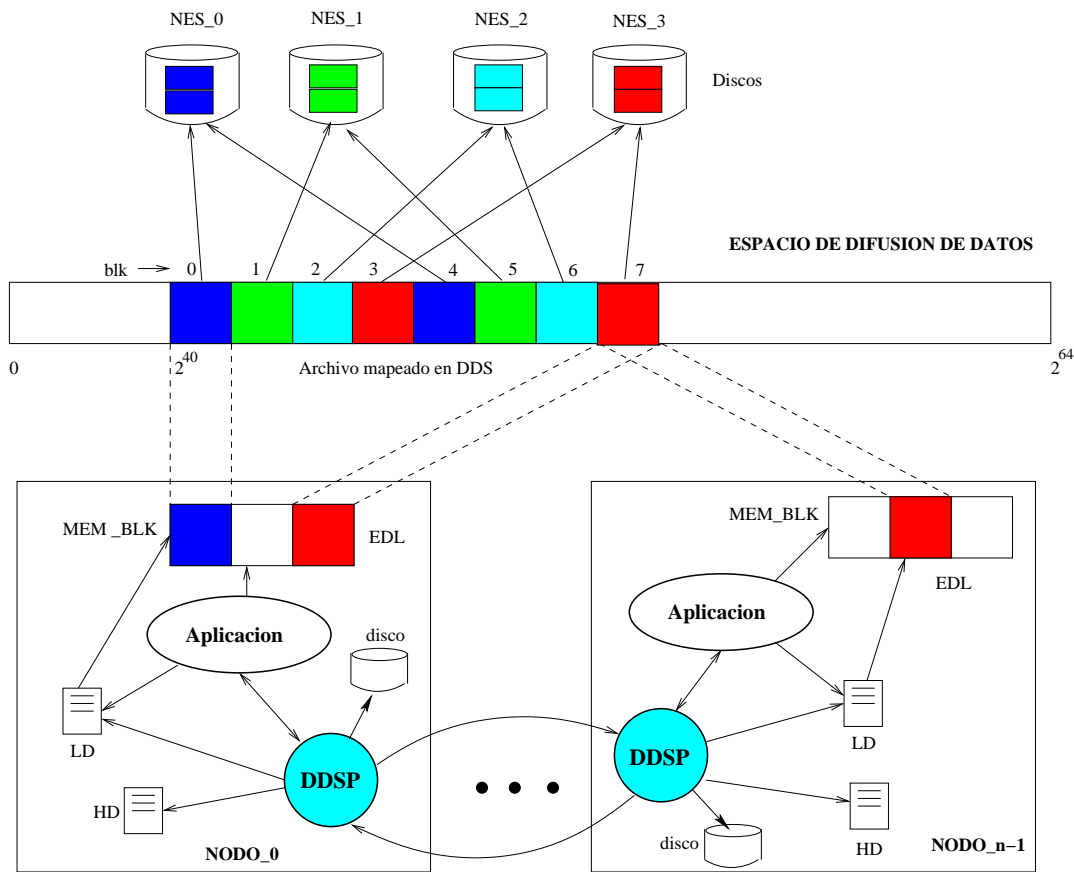 NES_0 NES_1 NES_2 NES_3
Discos
ESPACIO DE DIFUSION DE DATOS
blk 0 1 2 3 4 5 6 7
0 2^40 Archivo mapeado en DDS 2^64
MEM _BLK EDL
Aplicacion
disco
LD
DDSP
HD
NODO_0
MEM_BLK
EDL
Aplicacion
LD
DDSP
disco
HD
NODO_n−1